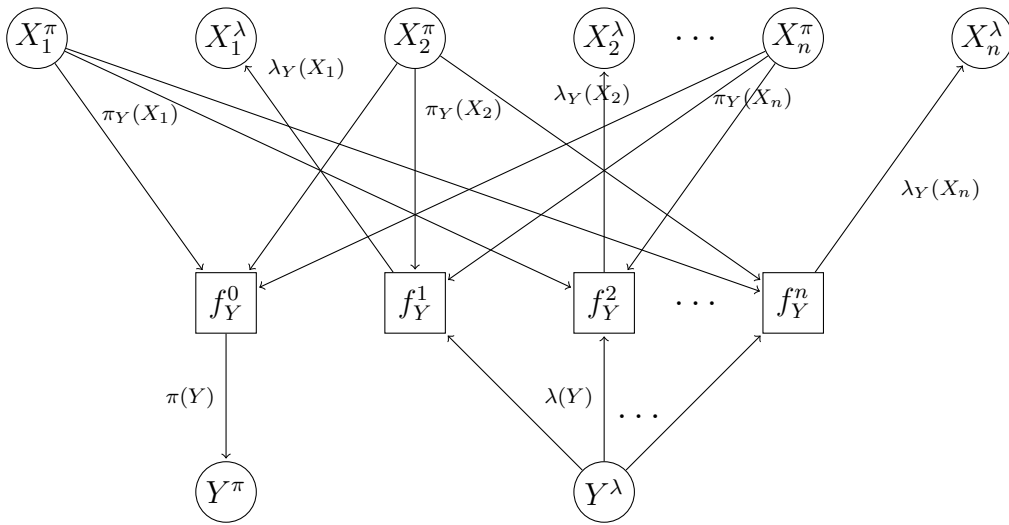 X_1^π X_1^λ X_2^π X_2^λ ⋯ X_n^π X_n^λ
λ_Y(X_1)
π_Y(X_1) π_Y(X_2) λ_Y(X_2) π_Y(X_n)
λ_Y(X_n)
f_Y^0 f_Y^1 f_Y^2 ⋯ f_Y^n
π(Y) λ(Y) ⋯
Y^π Y^λ